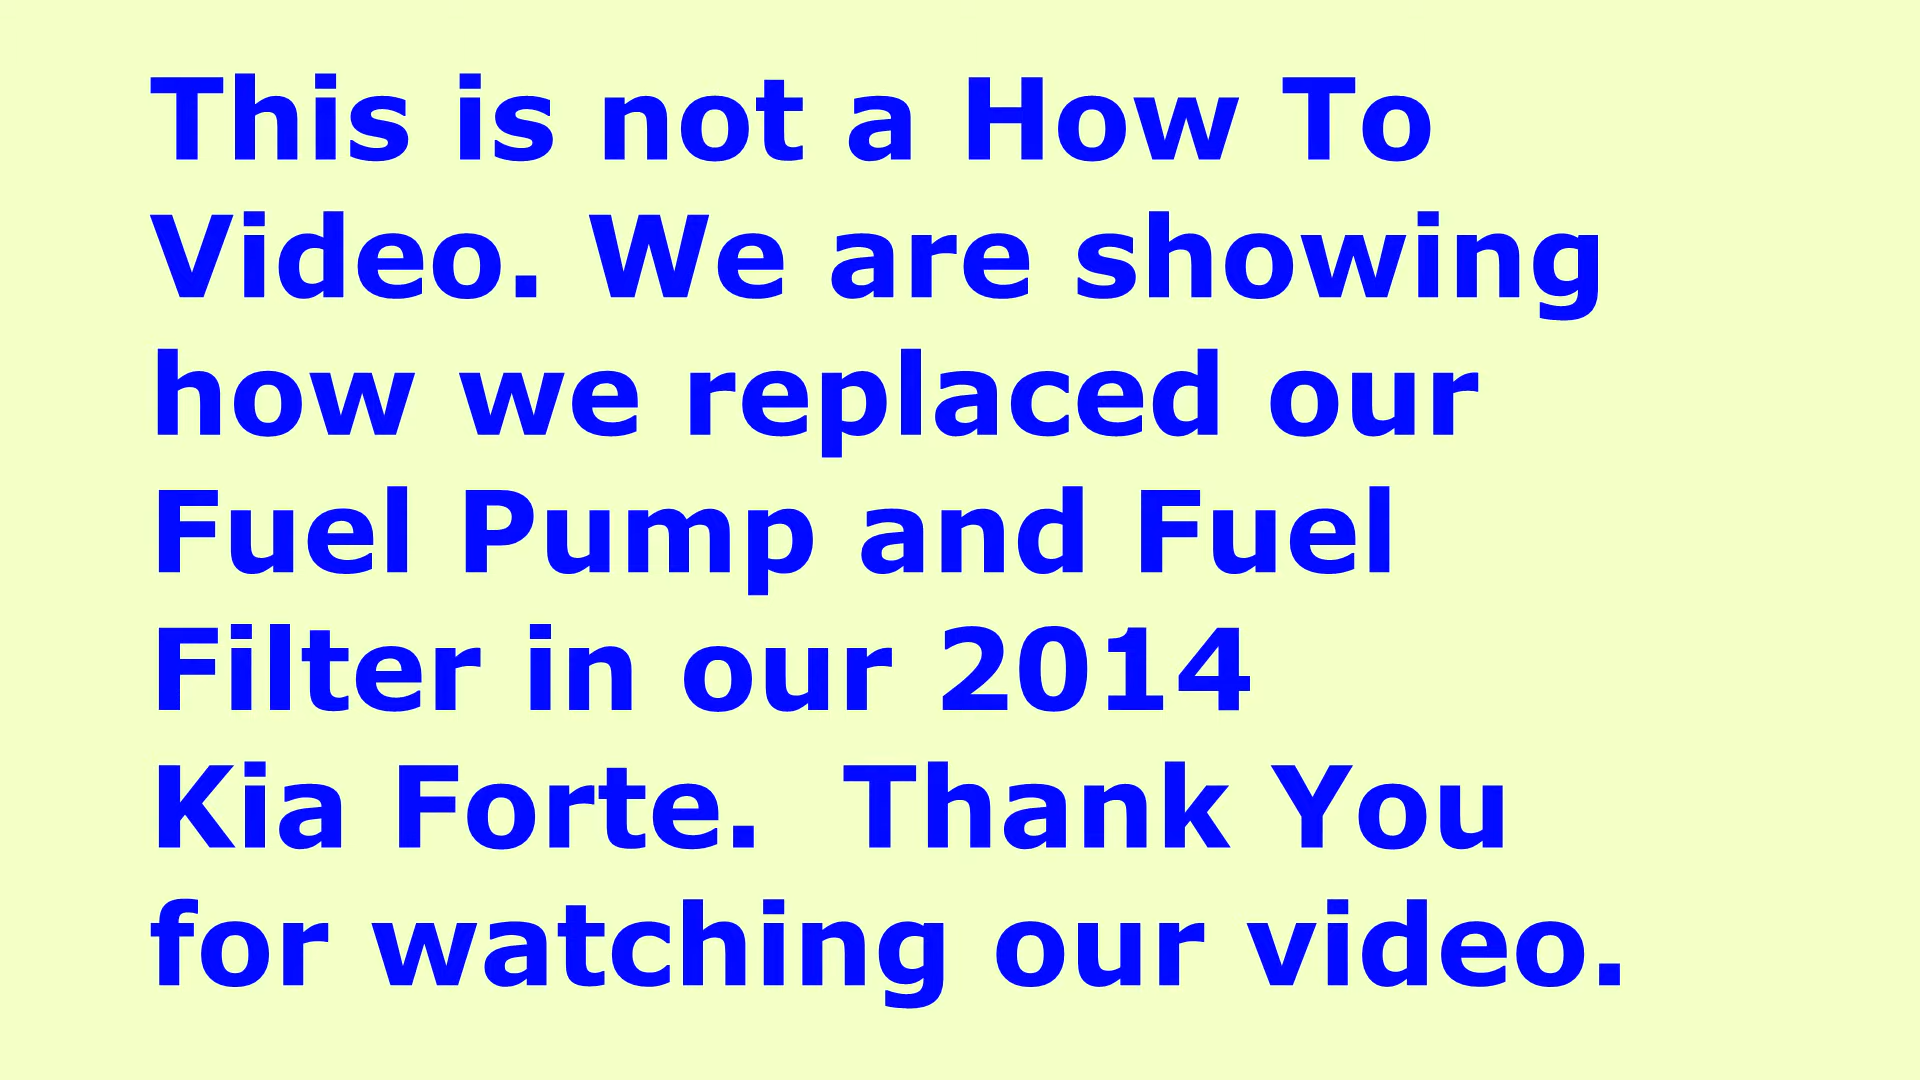 This is not a How To
Video. We are showing
how we replaced our
Fuel Pump and Fuel
Filter in our 2014
Kia Forte.  Thank You
for watching our video.